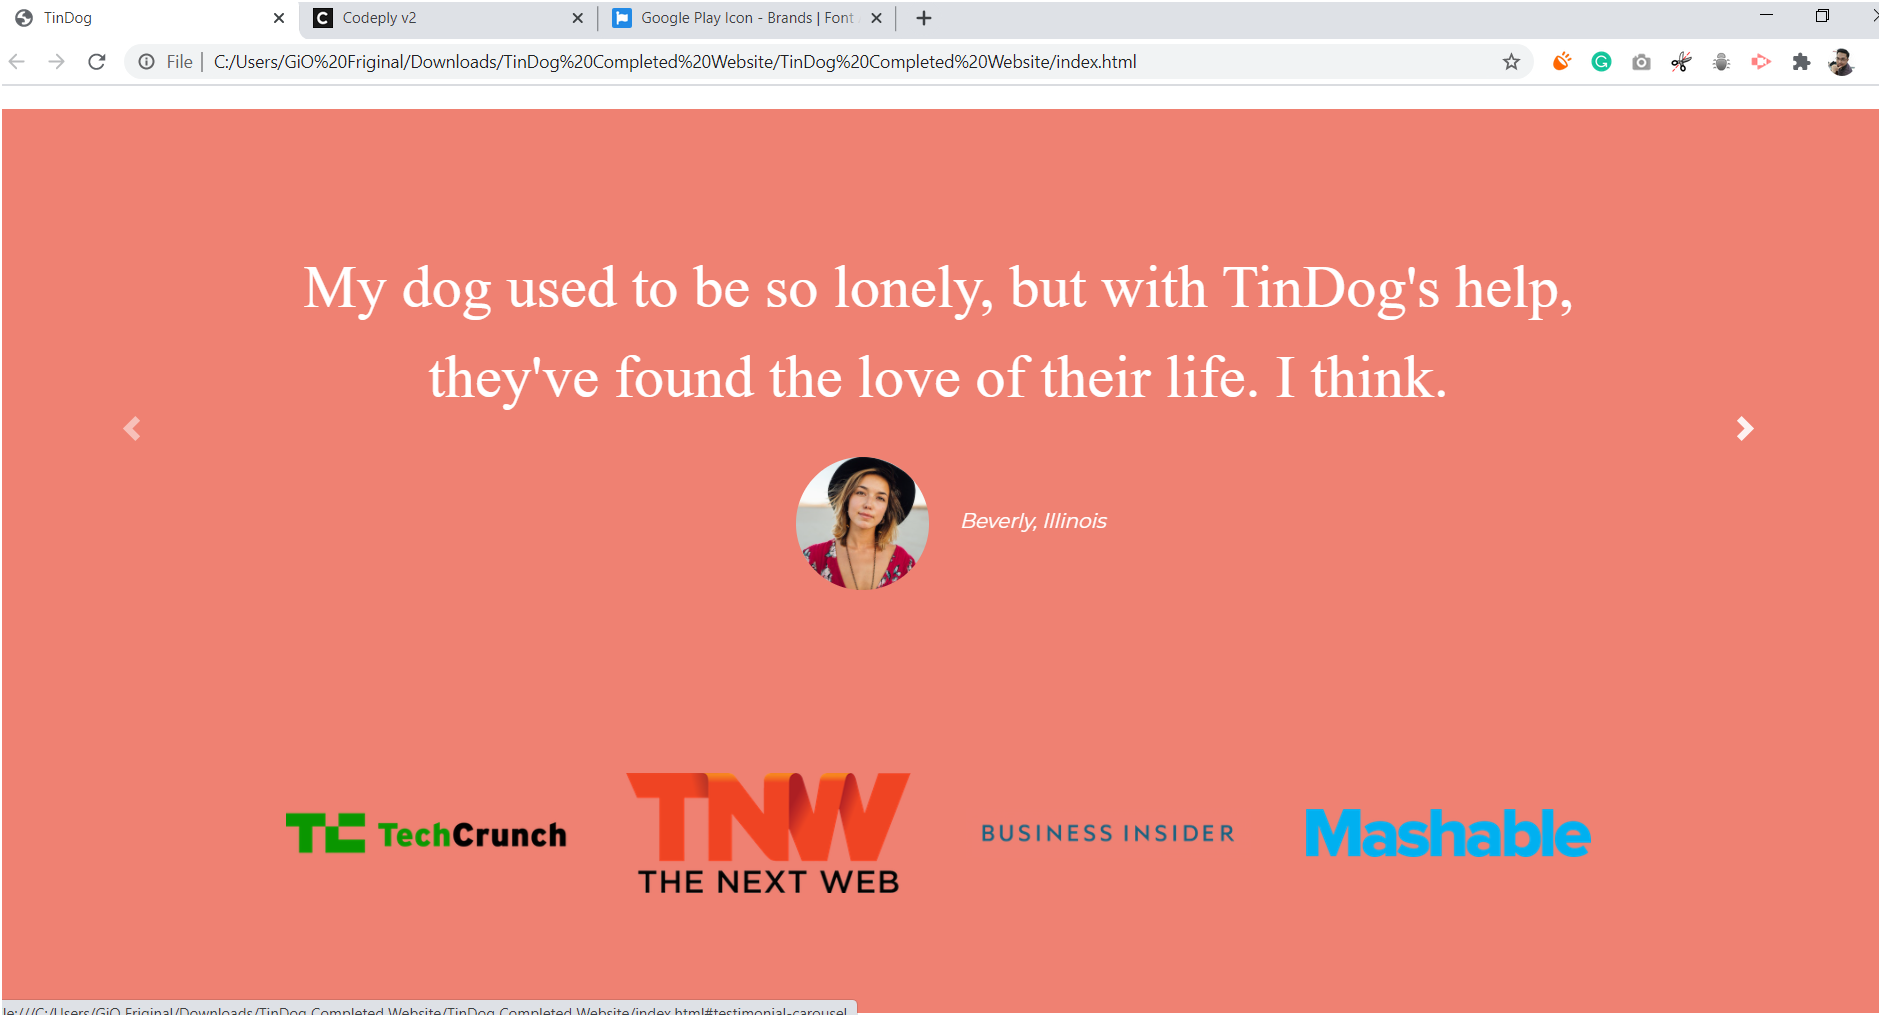 TinDog
Codeply v2
Google Play Icon - Brands | Font
File | C:/Users/GiO%20Friginal/Downloads/TinDog%20Completed%20Website/TinDog%20Completed%20Website/index.html
My dog used to be so lonely, but with TinDog's help,
they've found the love of their life. I think.
Beverly, Illinois
TC TechCrunch
TNW
THE NEXT WEB
BUSINESS INSIDER
Mashable
le:///C:/Users/GiO Friginal/Downloads/TinDog Completed Website/TinDog Completed Website/index.html#testimonial-carousel